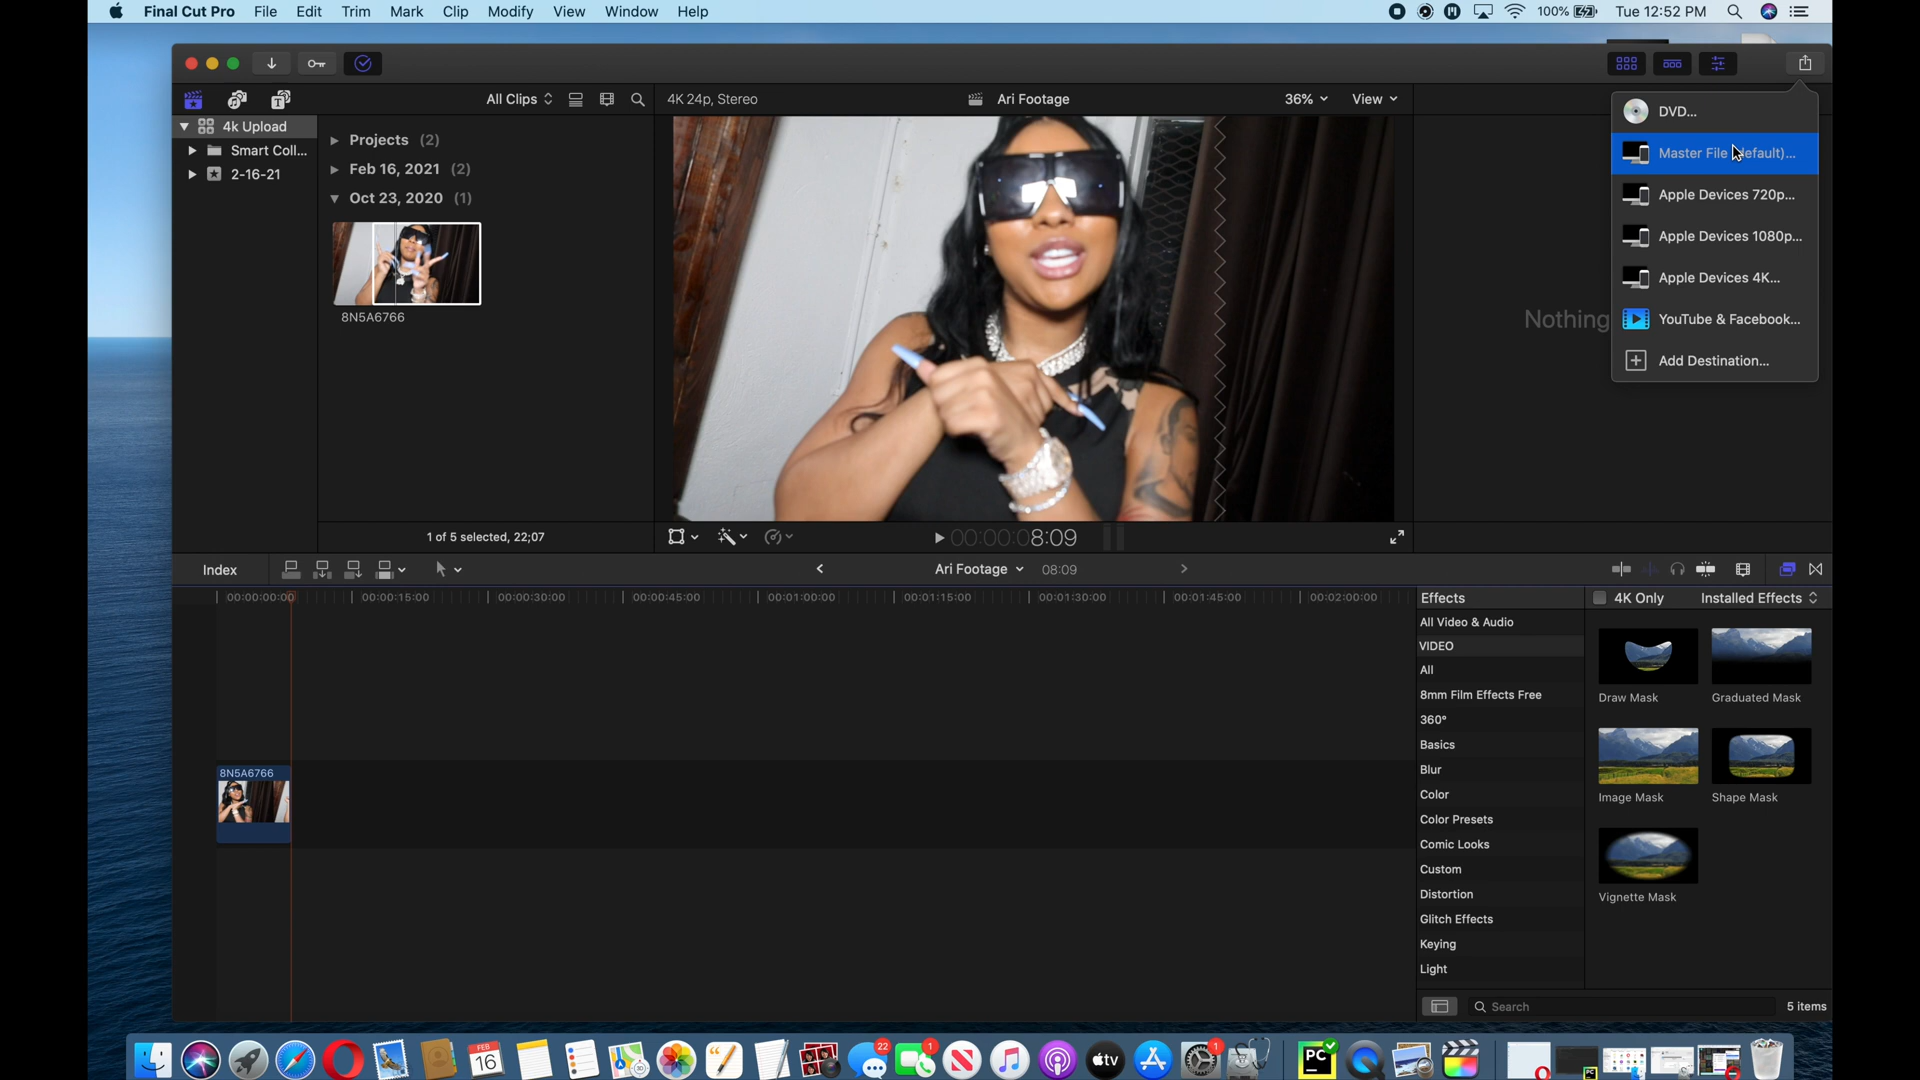 Final Cut Pro File Edit Trim Mark Clip Modify View Window Help 100% Tue 12:52 PM
All Clips 4K 24p, Stereo Ari Footage 36% View
4k Upload
Smart Coll...
2-16-21
Projects (2)
Feb 16, 2021 (2)
Oct 23, 2020 (1)
8N5A6766
DVD...
Master File efault)...
Apple Devices 720p...
Apple Devices 1080p...
Apple Devices 4K...
YouTube & Facebook...
Add Destination...
Nothing
1 of 5 selected, 22;07
00:00:08:09
Index Ari Footage 08:09
00:00:00:00 00:00:15:00 00:00:30:00 00:00:45:00 00:01:00:00 00:01:15:00 00:01:30:00 00:01:45:00 00:02:00:00
8N5A6766
Effects 4K Only Installed Effects
All Video & Audio
VIDEO
All
8mm Film Effects Free
360°
Basics
Blur
Color
Color Presets
Comic Looks
Custom
Distortion
Glitch Effects
Keying
Light
Draw Mask Graduated Mask
Image Mask Shape Mask
Vignette Mask
Search 5 items
FEB
16
22
1
tv
1
PC